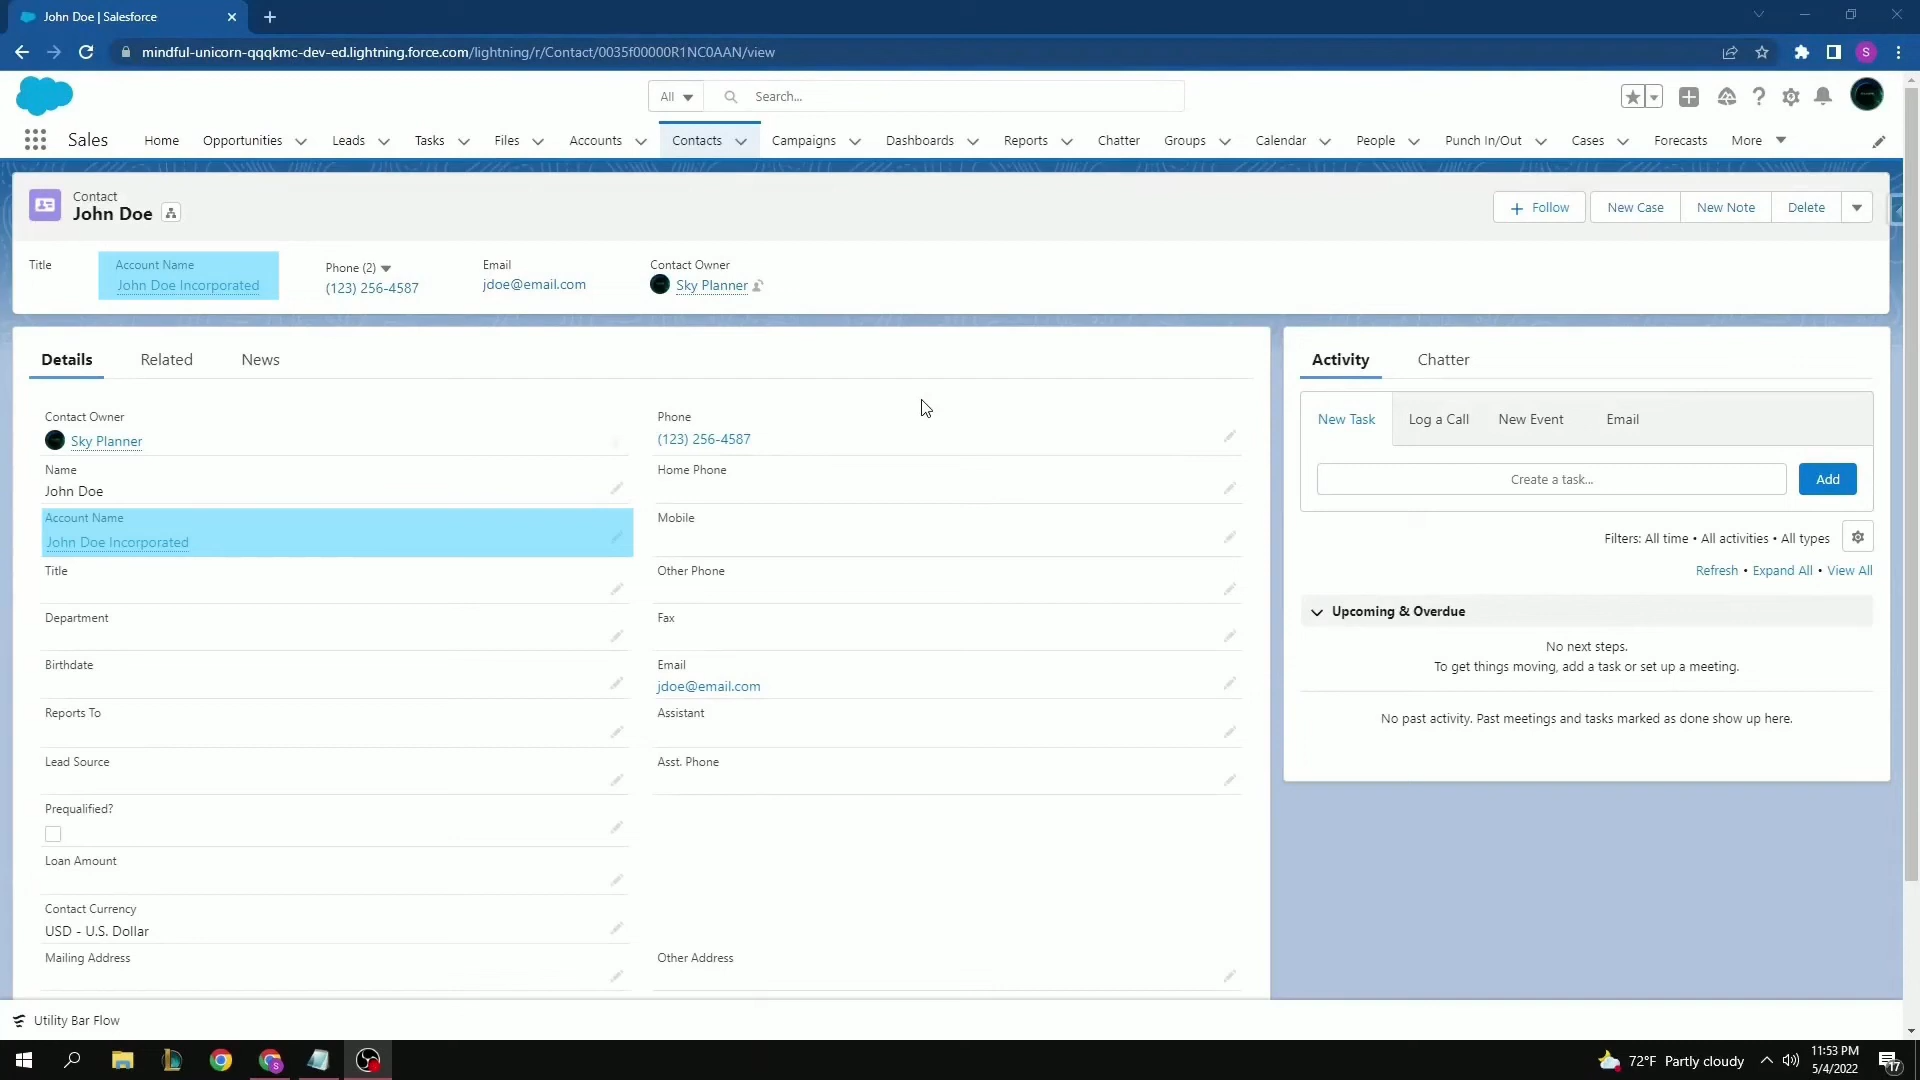 John Doe | Salesforce
mindful-unicorn-qqqkmc-dev-ed.lightning.force.com/lightning/r/Contact/0035f00000R1NC0AAN/view
S
All
Search...
Sales
Home
Opportunities
Leads
Tasks
Files
Accounts
Contacts
Campaigns
Dashboards
Reports
Chatter
Groups
Calendar
People
Punch In/Out
Cases
Forecasts
More
Contact
John Doe
Follow
New Case
New Note
Delete
Title
Account Name
John Doe Incorporated
Phone (2)
(123) 256-4587
Email
jdoe@email.com
Contact Owner
Sky Planner
Details
Related
News
Contact Owner
Sky Planner
Name
John Doe
Account Name
John Doe Incorporated
Title
Department
Birthdate
Reports To
Lead Source
Prequalified?
Loan Amount
Contact Currency
USD - U.S. Dollar
Mailing Address
Phone
(123) 256-4587
Home Phone
Mobile
Other Phone
Fax
Email
jdoe@email.com
Assistant
Asst. Phone
Other Address
Activity
Chatter
New Task
Log a Call
New Event
Email
Create a task...
Add
Filters: All time • All activities • All types
Refresh • Expand All • View All
Upcoming & Overdue
No next steps.
To get things moving, add a task or set up a meeting.
No past activity. Past meetings and tasks marked as done show up here.
Utility Bar Flow
72°F Partly cloudy
11:53 PM
5/4/2022
17